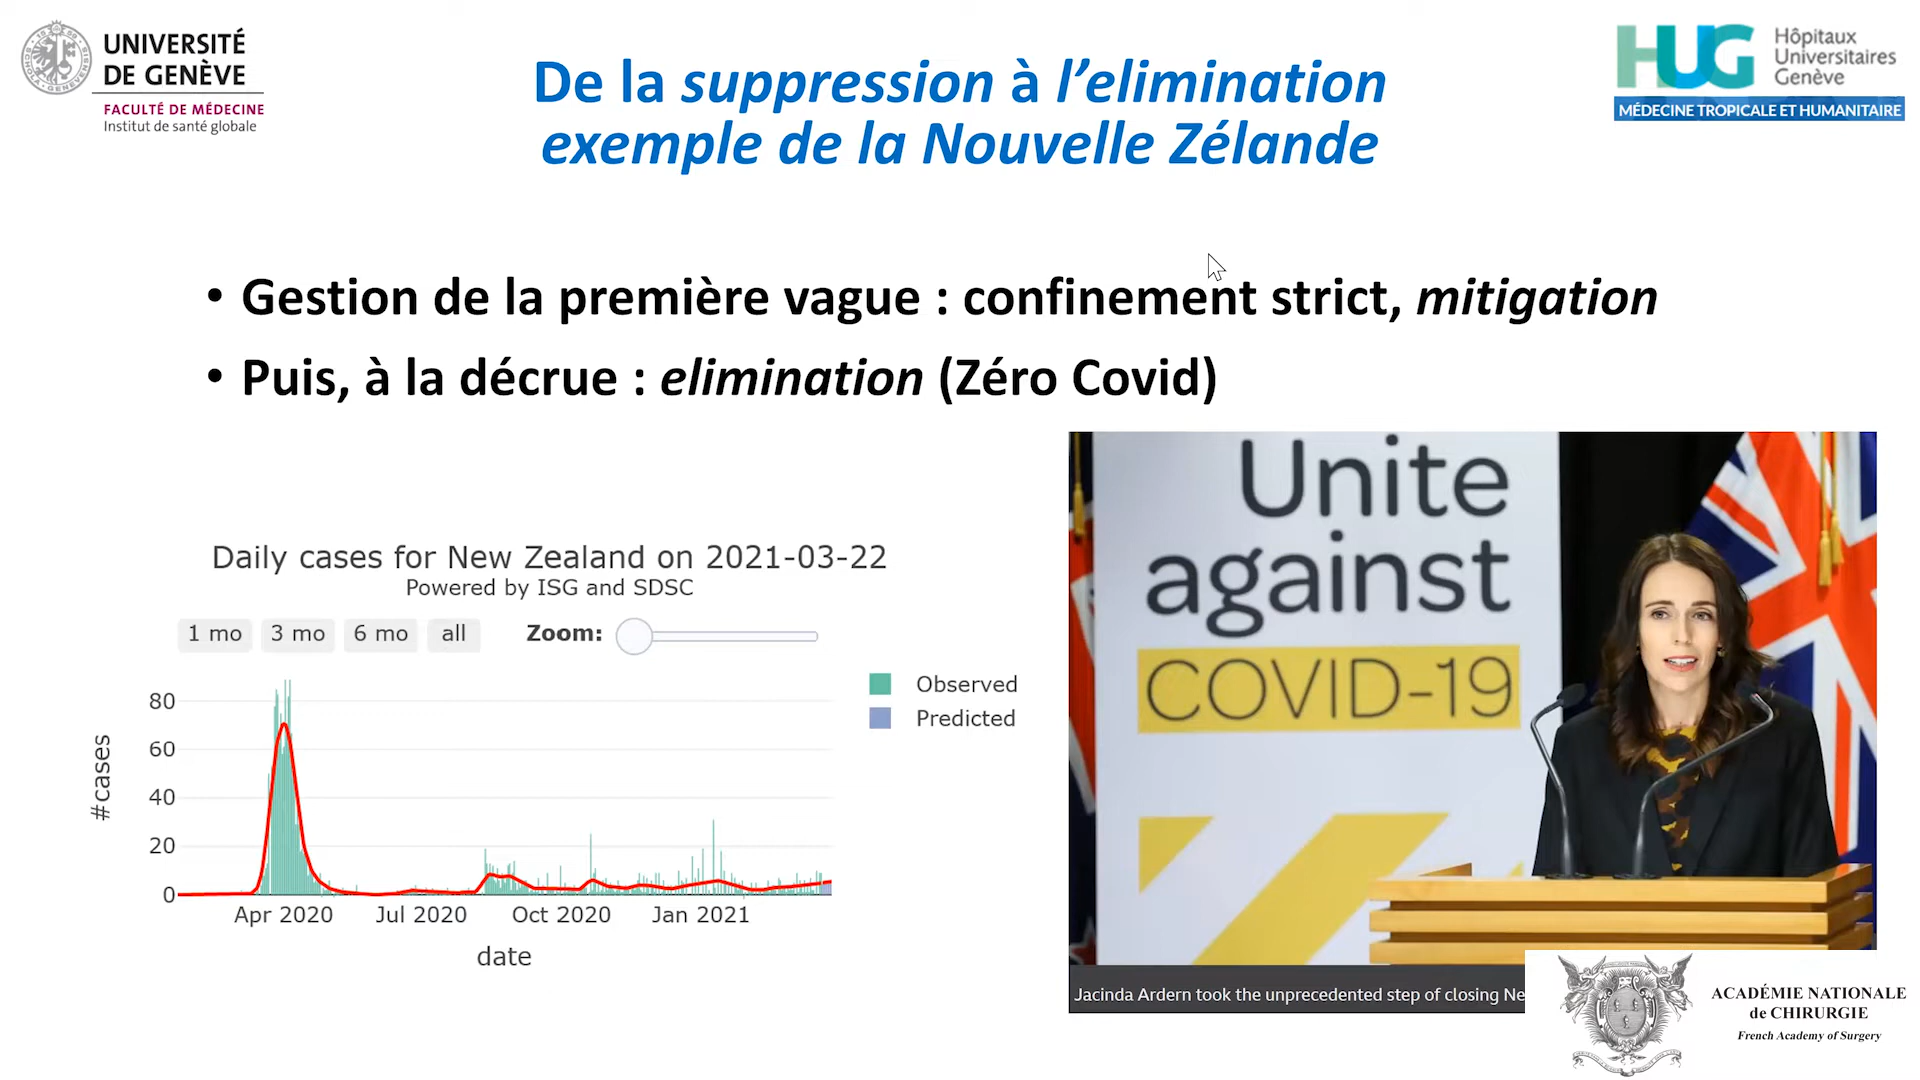 UNIVERSITÉ
DE GENÈVE
FACULTÉ DE MÉDECINE
Institut de santé globale
De la suppression à l’elimination
exemple de la Nouvelle Zélande
HUG
Hôpitaux
Universitaires
Genève
MÉDECINE TROPICALE ET HUMANITAIRE
• Gestion de la première vague : confinement strict, mitigation
• Puis, à la décrue : elimination (Zéro Covid)
Daily cases for New Zealand on 2021-03-22
Powered by ISG and SDSC
1 mo 3 mo 6 mo all Zoom:
Observed
Predicted
80
60
40
20
0
#cases
Apr 2020 Jul 2020 Oct 2020 Jan 2021
date
Unite
against
COVID-19
Jacinda Ardern took the unprecedented step of closing Ne
ACADÉMIE NATIONALE
de CHIRURGIE
French Academy of Surgery